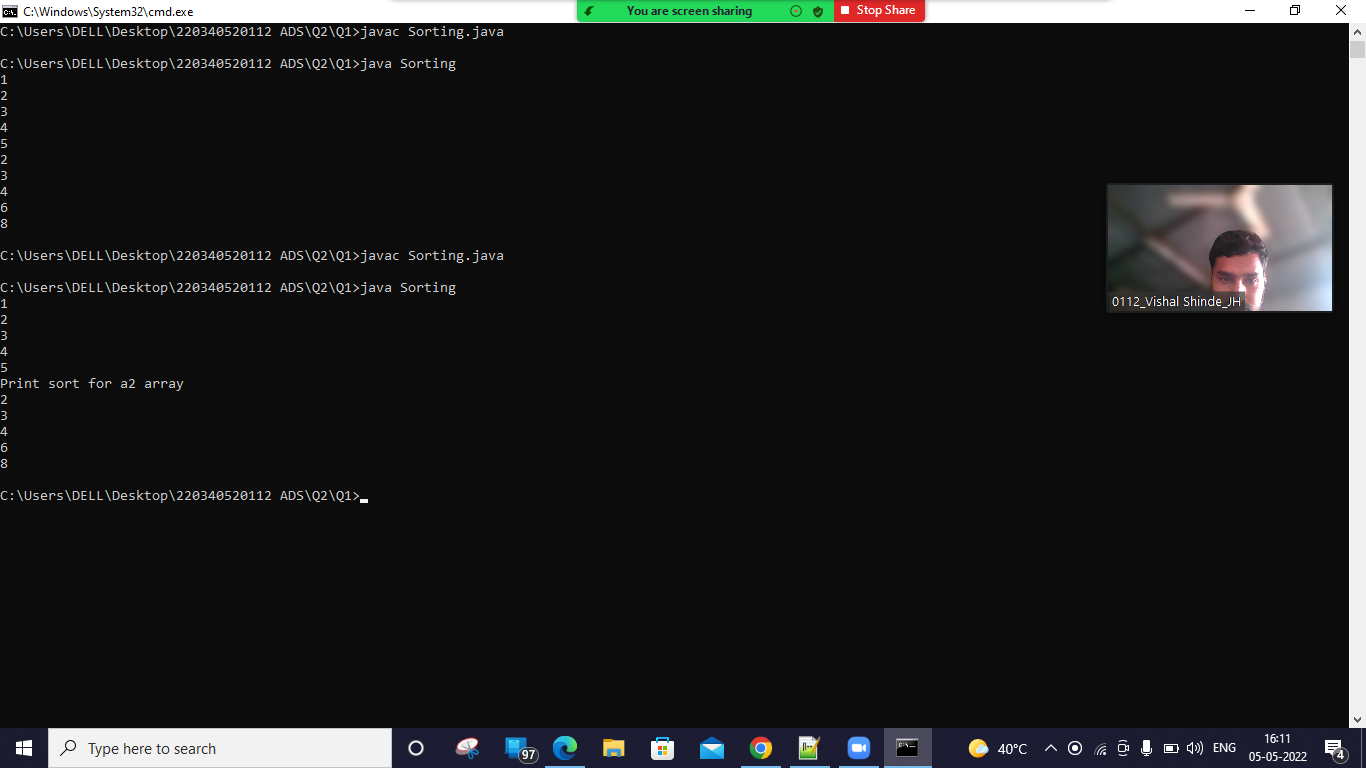 C:\Windows\System32\cmd.exe
You are screen sharing
Stop Share
C:\Users\DELL\Desktop\220340520112 ADS\Q2\Q1>javac Sorting.java
C:\Users\DELL\Desktop\220340520112 ADS\Q2\Q1>java Sorting
1
2
3
4
5
2
3
4
6
8
C:\Users\DELL\Desktop\220340520112 ADS\Q2\Q1>javac Sorting.java
C:\Users\DELL\Desktop\220340520112 ADS\Q2\Q1>java Sorting
1
2
3
4
5
Print sort for a2 array
2
3
4
6
8
C:\Users\DELL\Desktop\220340520112 ADS\Q2\Q1>
0112_Vishal Shinde_JH
Type here to search
97
40°C
ENG
16:11
05-05-2022
4